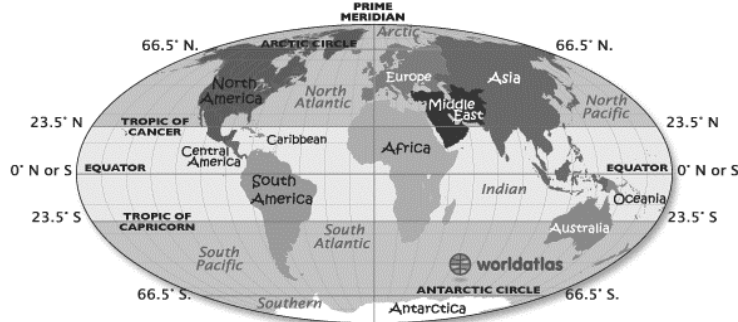 PRIME
MERIDIAN
Arctic
66.5° N.
ARCTIC CIRCLE
66.5° N.
Europe
Asia
North
America
North
Atlantic
Middle
East
North
Pacific
23.5° N
TROPIC OF
CANCER
23.5° N
Caribbean
Central
America
Africa
0° N or S
EQUATOR
EQUATOR
0° N or S
South
America
Indian
Oceania
23.5° S
TROPIC OF
CAPRICORN
23.5° S
South
Atlantic
Australia
South
Pacific
worldatlas
66.5° S.
ANTARCTIC CIRCLE
66.5° S.
Southern
Antarctica